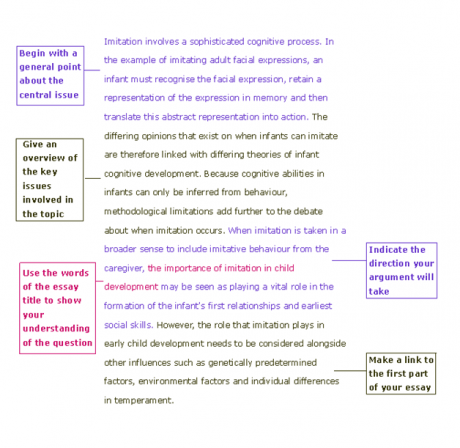 Begin with a
general point
about the
central issue
Give an
overview of
the key
issues
involved in
the topic
Use the words
of the essay
title to show
your
understanding
of the question
Imitation involves a sophisticated cognitive process. In
the example of imitating adult facial expressions, an
infant must recognise the facial expression, retain a
representation of the expression in memory and then
translate this abstract representation into action. The
differing opinions that exist on when infants can imitate
are therefore linked with differing theories of infant
cognitive development. Because cognitive abilities in
infants can only be inferred from behaviour,
methodological limitations add further to the debate
about when imitation occurs. When imitation is taken in a
broader sense to include imitative behaviour from the
caregiver, the importance of imitation in child
development may be seen as playing a vital role in the
formation of the infant's first relationships and earliest
social skills. However, the role that imitation plays in
early child development needs to be considered alongside
other influences such as genetically predetermined
factors, environmental factors and individual differences
in temperament.
Indicate the
direction your
argument will
take
Make a link to
the first part
of your essay